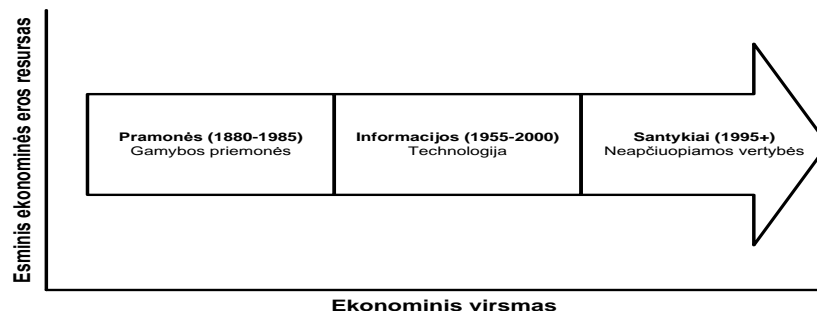 Esminis ekonominės eros resursas
Pramonės (1880-1985)
Gamybos priemonės
Informacijos (1955-2000)
Technologija
Santykiai (1995+)
Neapčiuopiamos vertybės
Ekonominis virsmas